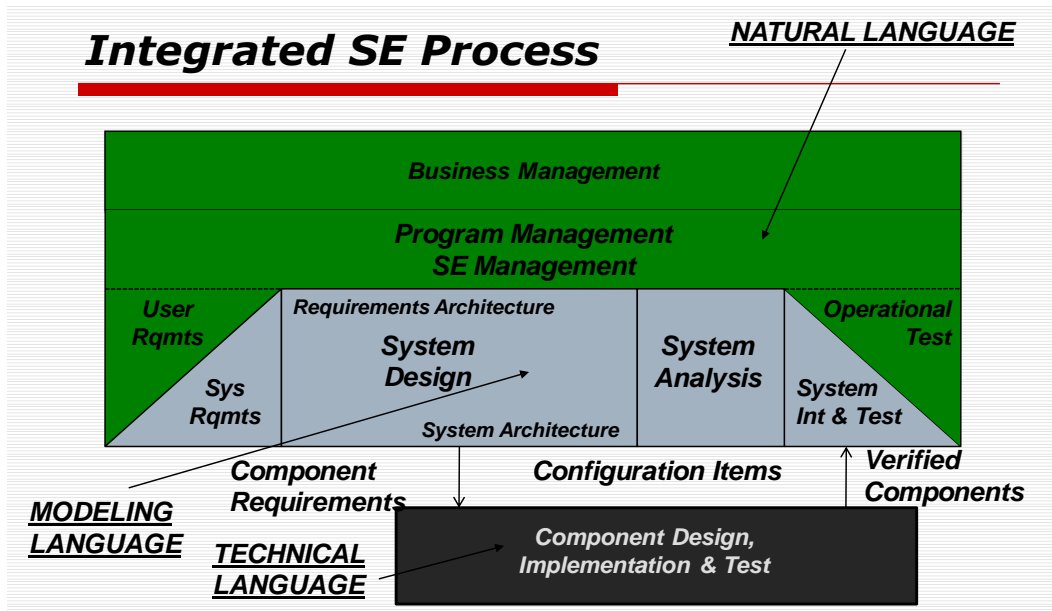 Integrated SE Process
NATURAL LANGUAGE
Business Management
Program Management
SE Management
User
Rqmts
Requirements Architecture
Operational
Test
System
Design
System
Analysis
Sys
Rqmts
System
Int & Test
System Architecture
Component
Requirements
Configuration Items
Verified
Components
MODELING
LANGUAGE
TECHNICAL
LANGUAGE
Component Design,
Implementation & Test